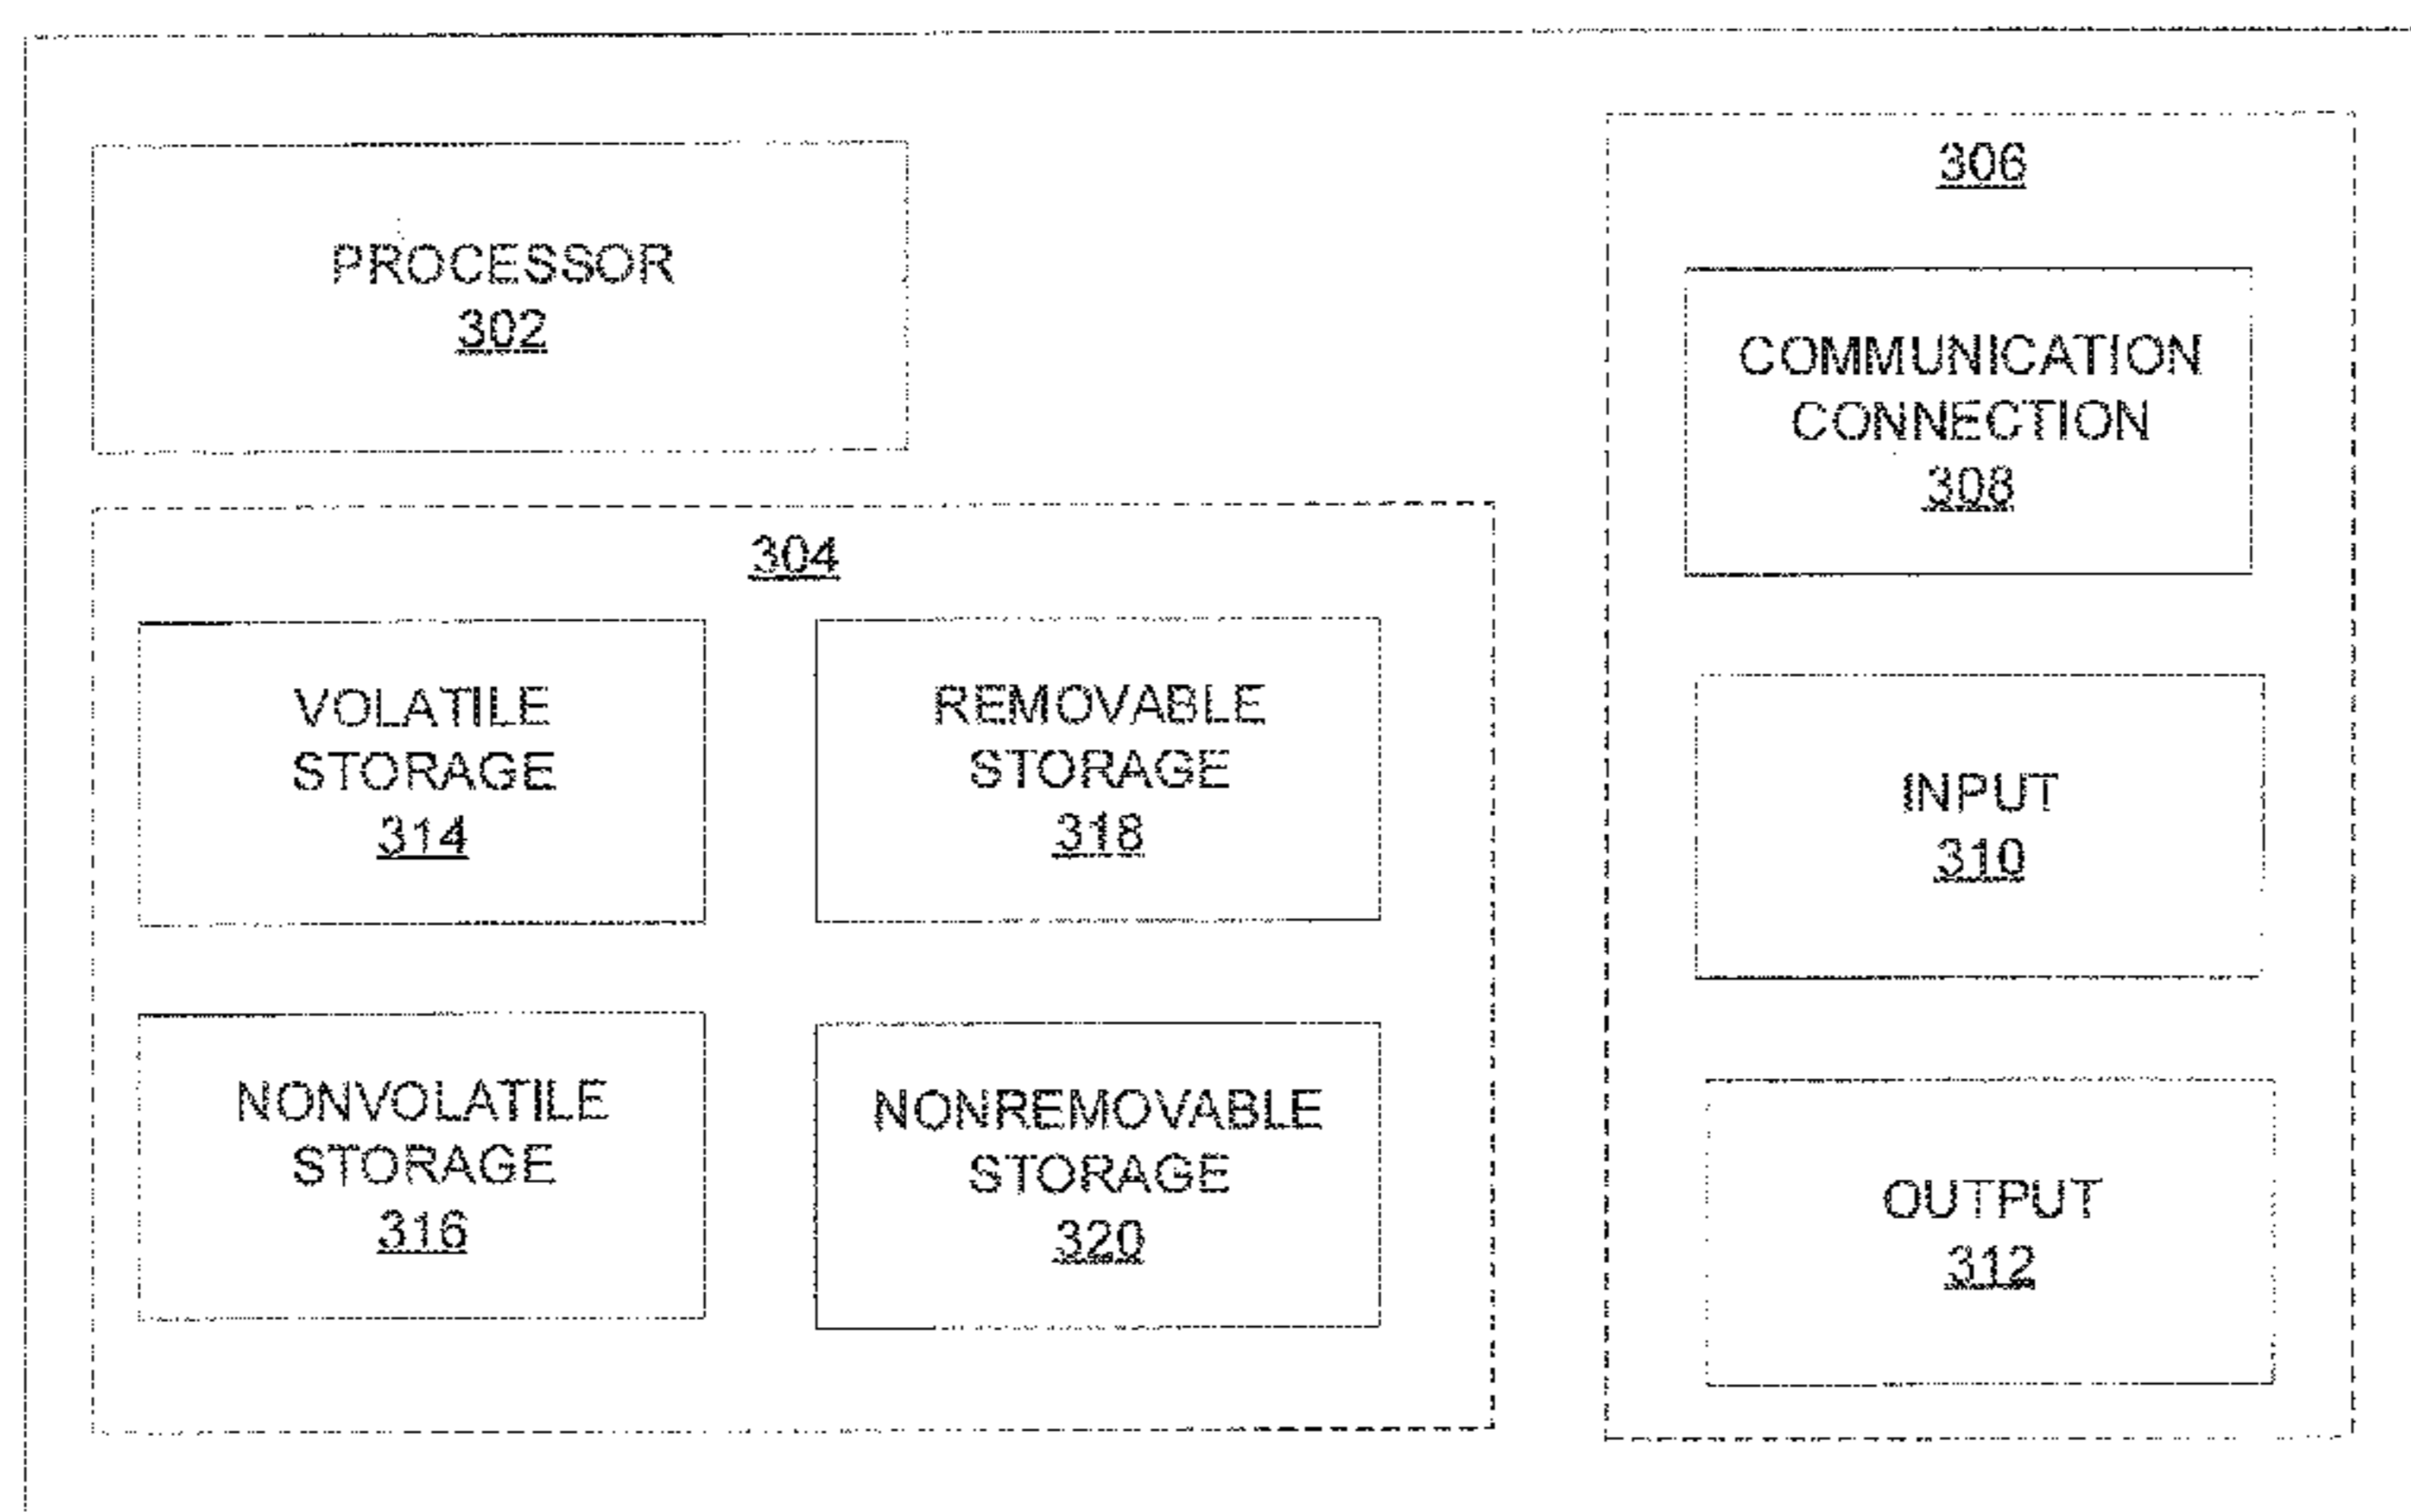 PROCESSOR
302
304
VOLATILE
STORAGE
314
REMOVABLE
STORAGE
318
NONVOLATILE
STORAGE
316
NONREMOVABLE
STORAGE
320
306
COMMUNICATION
CONNECTION
308
INPUT
310
OUTPUT
312